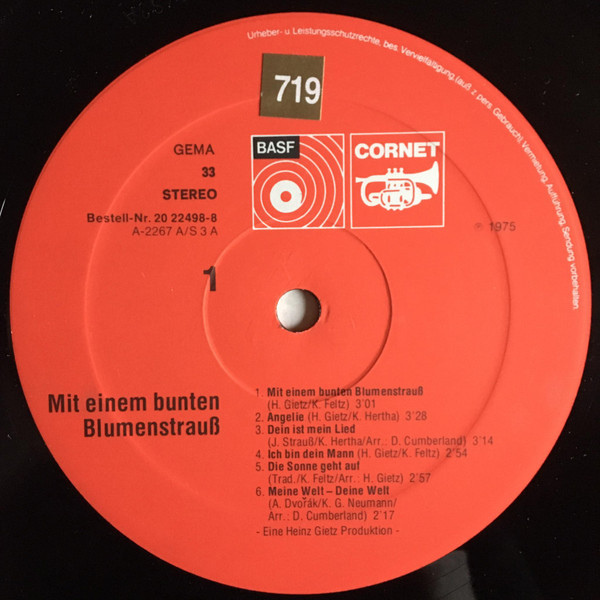 Urheber- u Leistungsschutzrechte, bes. Vervielfältigung, (auß. z. pers. Gebrauch), Vermietung, Aufführung, Sendung vorbehalten.
719
GEMA
33
STEREO
Bestell-Nr. 20 22498-8
A-2267 A/S 3 A
BASF
CORNET
℗ 1975
1
Mit einem bunten
Blumenstrauß
1. Mit einem bunten Blumenstrauß
(H. Gietz/K. Feltz) 3'01
2. Angelie (H. Gietz/K. Hertha) 3'28
3. Dein ist mein Lied
(J. Strauß/K. Hertha/Arr.: D. Cumberland) 3'14
4. Ich bin dein Mann (H. Gietz/K. Feltz) 2'54
5. Die Sonne geht auf
(Trad./K. Feltz/Arr.: H. Gietz) 2'57
6. Meine Welt – Deine Welt
(A. Dvořák/K. G. Neumann/
Arr.: D. Cumberland) 2'17
- Eine Heinz Gietz Produktion -